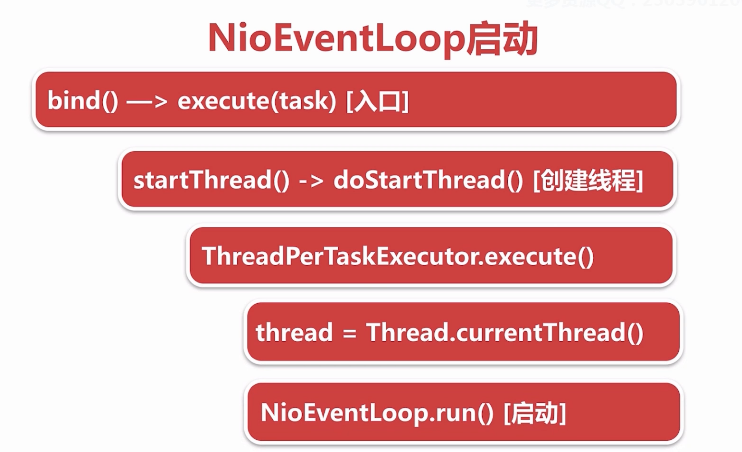 NioEventLoop启动
bind() —> execute(task) [入口]
startThread() -> doStartThread() [创建线程]
ThreadPerTaskExecutor.execute()
thread = Thread.currentThread()
NioEventLoop.run() [启动]